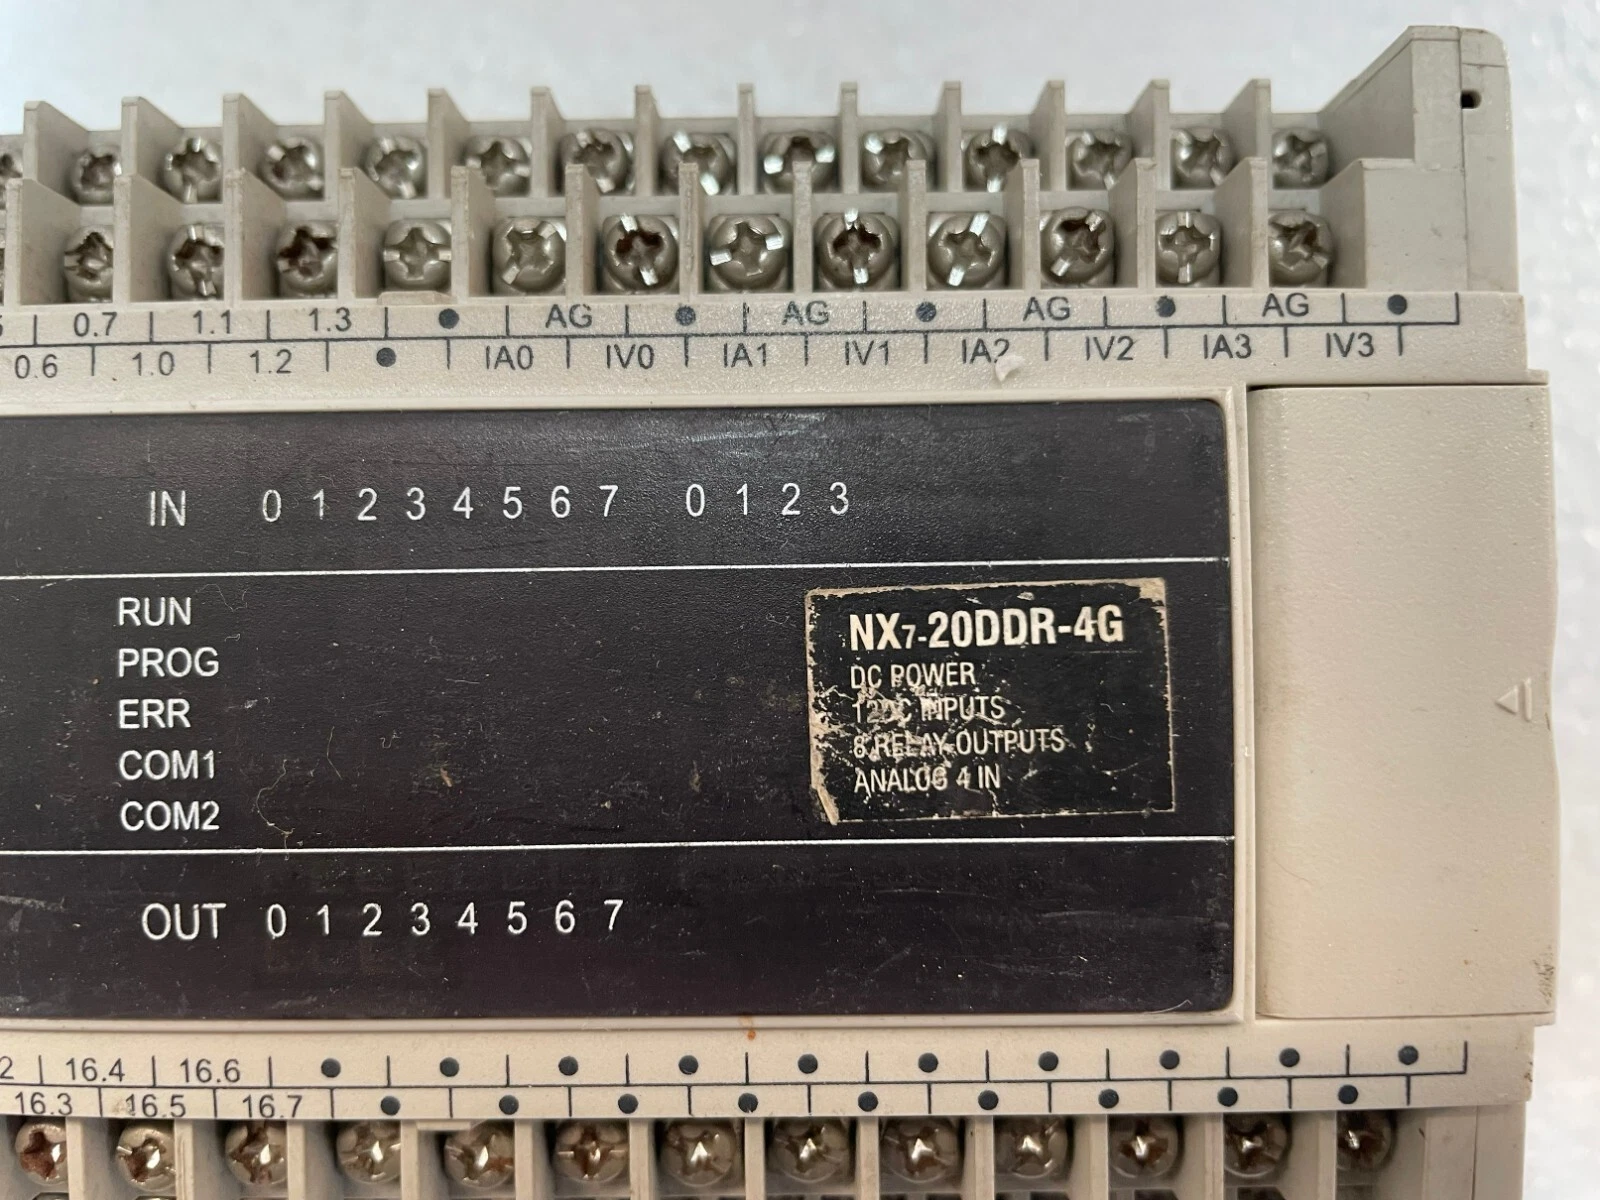 0.7 1.1 1.3 AG AG AG AG
0.6 1.0 1.2 IA0 IV0 IA1 IV1 IA2 IV2 IA3 IV3
IN 0 1 2 3 4 5 6 7 0 1 2 3
RUN
PROG
ERR
COM1
COM2
NX7-20DDR-4G
DC POWER
12DC INPUTS
8 RELAY OUTPUTS
ANALOG 4 IN
OUT 0 1 2 3 4 5 6 7
2 16.4 16.6
16.3 16.5 16.7